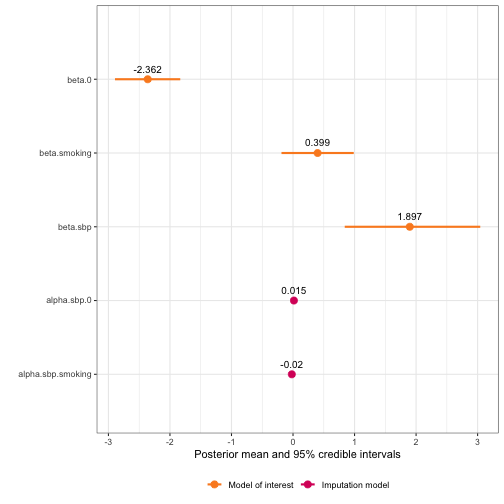 beta.0
-2.362
beta.smoking
0.399
beta.sbp
1.897
alpha.sbp.0
0.015
alpha.sbp.smoking
-0.02
-3 -2 -1 0 1 2 3
Posterior mean and 95% credible intervals
Model of interest Imputation model